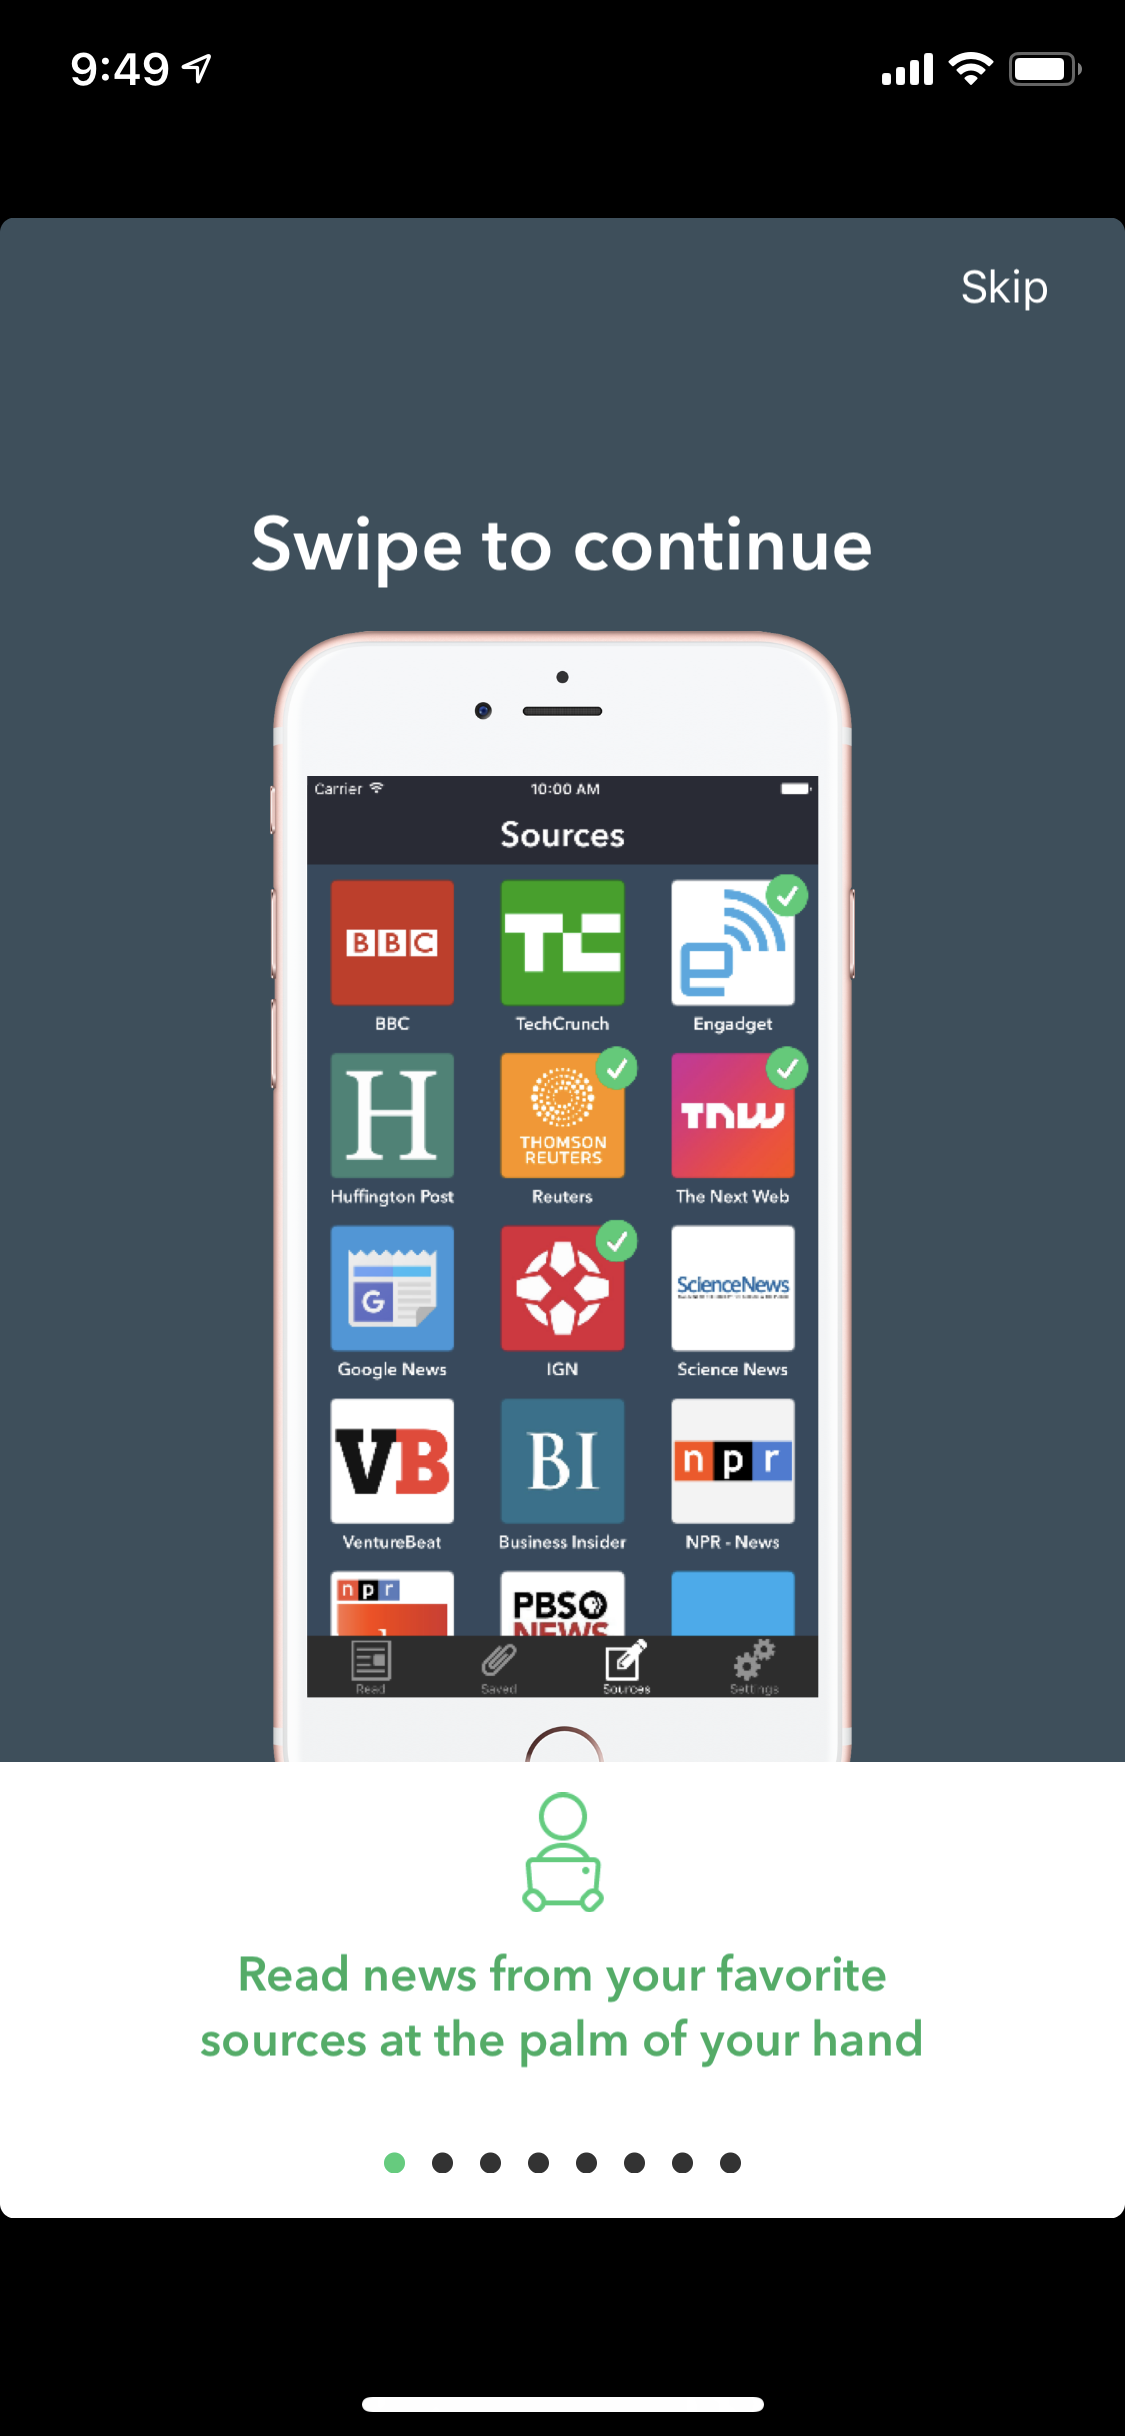 9:49
Skip
Swipe to continue
Carrier 10:00 AM
Sources
BBC TC e
BBC TechCrunch Engadget
H THOMSON REUTERS TNW
Huffington Post Reuters The Next Web
G ScienceNews
Google News IGN Science News
VB BI npr
VentureBeat Business Insider NPR - News
npr PBS NEWS
Read Saved Sources Settings
Read news from your favorite
sources at the palm of your hand